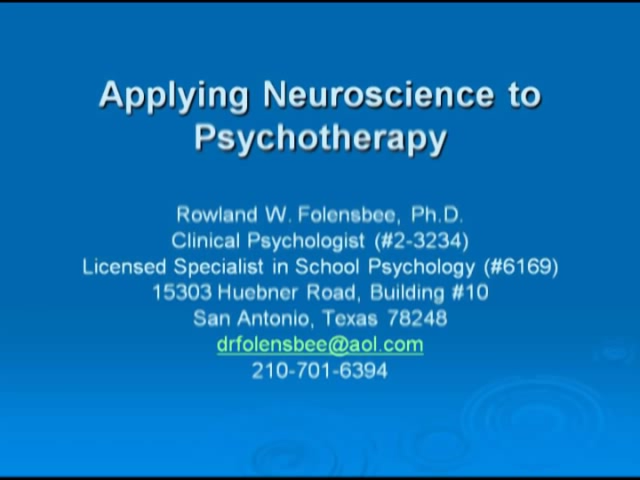 Applying Neuroscience to
Psychotherapy
Rowland W. Folensbee, Ph.D.
Clinical Psychologist (#2-3234)
Licensed Specialist in School Psychology (#6169)
15303 Huebner Road, Building #10
San Antonio, Texas 78248
drfolensbee@aol.com
210-701-6394